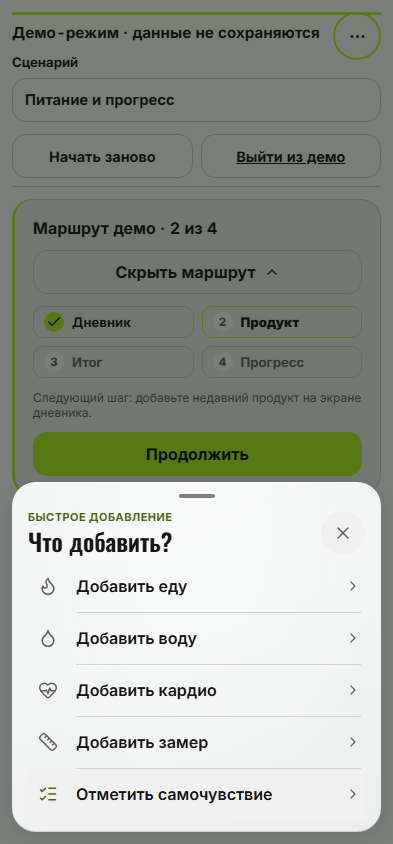 Демо-режим · данные не сохраняются
Сценарий
Питание и прогресс
Начать заново
Выйти из демо
Маршрут демо · 2 из 4
Скрыть маршрут
Дневник
2 Продукт
3 Итог
4 Прогресс
Следующий шаг: добавьте недавний продукт на экране
дневника.
Продолжить
БЫСТРОЕ ДОБАВЛЕНИЕ
Что добавить?
Добавить еду
Добавить воду
Добавить кардио
Добавить замер
Отметить самочувствие